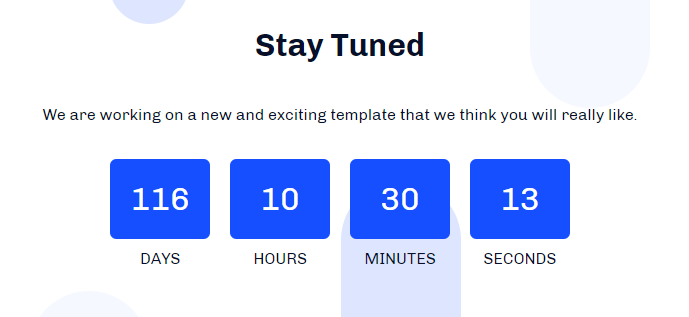 Stay Tuned
We are working on a new and exciting template that we think you will really like.
116 10 30 13
DAYS HOURS MINUTES SECONDS